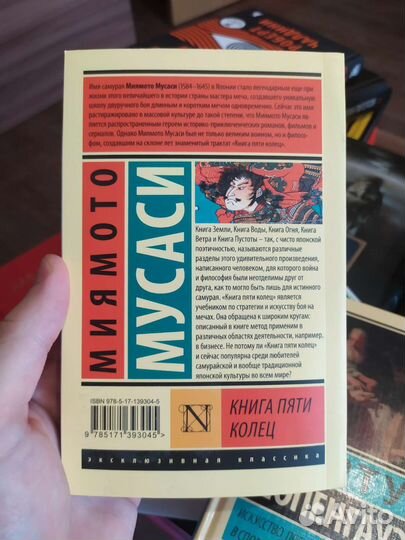 Имя самурая Миямото Мусаси (1584–1645) в Японии стало легендарным еще при
жизни этого величайшего в истории страны мастера меча, создавшего уникальную
школу двуручного боя длинным и коротким мечом одновременно. Сейчас это имя
растиражировано в массовой культуре до такой степени, что Миямото Мусаси яв-
ляется распространенным героем историко-приключенческих романов, фильмов и
сериалов. Однако Миямото Мусаси был не только великим воином, но и филосо-
фом, создавшим на склоне лет знаменитый трактат «Книга пяти колец».
МИЯМОТО
МУСАСИ
Книга Земли, Книга Воды, Книга Огня, Книга
Ветра и Книга Пустоты – так, с чисто японской
поэтичностью, называются различные
разделы этого удивительного произведения,
написанного человеком, для которого война
и философия были неотделимы друг от
друга, как то могло быть лишь для истинного
самурая. «Книга пяти колец» является
учебником по стратегии и искусству боя на
мечах. Она обращена к широким кругам:
описанный в книге метод применим в
различных областях деятельности, например,
в бизнесе. Не потому ли «Книга пяти колец»
и сейчас популярна среди любителей
самурайской и вообще традиционной
японской культуры во всем мире?
ISBN 978-5-17-139304-5
9 785171 393045 >
N
КНИГА ПЯТИ
КОЛЕЦ
эксклюзивная классика
ИСКУССТВО
Avito